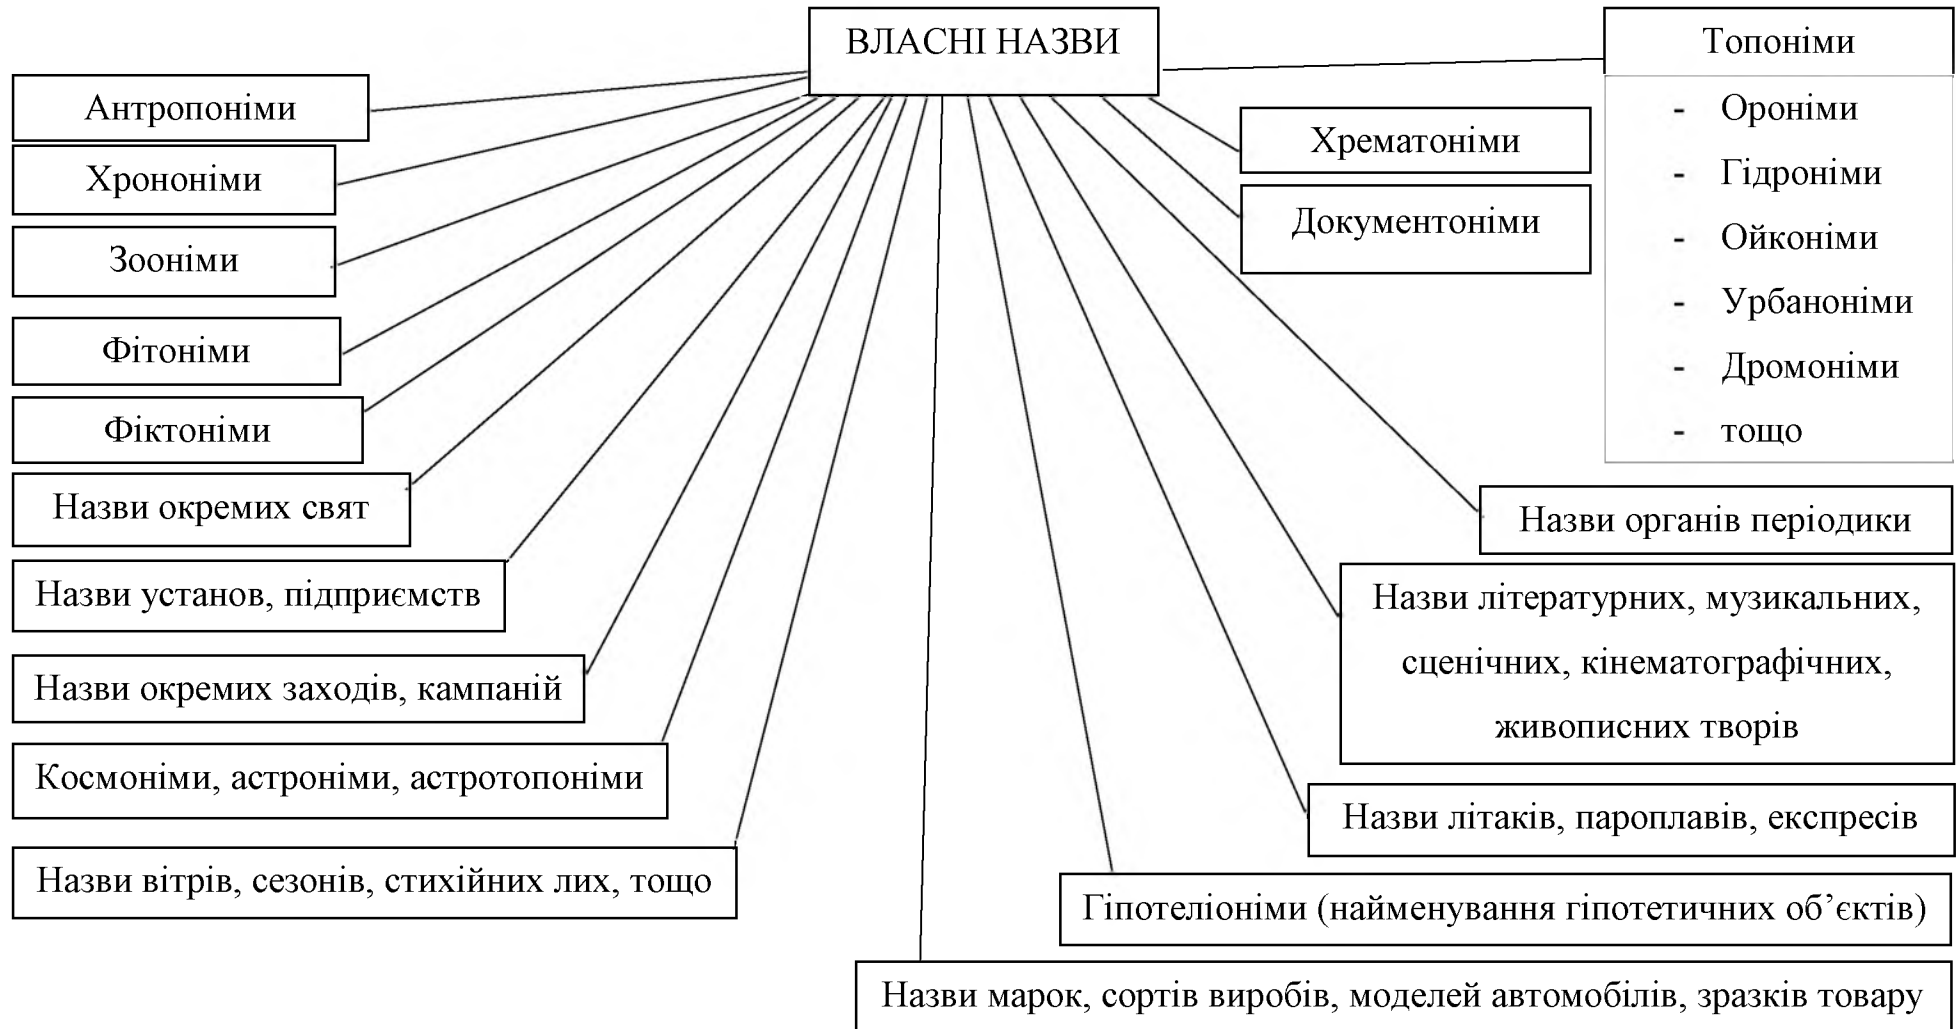 ВЛАСНІ НАЗВИ
Антропоніми
Хрононіми
Зооніми
Фітоніми
Фіктоніми
Назви окремих свят
Назви установ, підприємств
Назви окремих заходів, кампаній
Космоніми, астроніми, астротопоніми
Назви вітрів, сезонів, стихійних лих, тощо
Топоніми
- Ороніми
- Гідроніми
- Ойконіми
- Урбаноніми
- Дромоніми
- тощо
Хрематоніми
Документоніми
Назви органів періодики
Назви літературних, музикальних,
сценічних, кінематографічних,
живописних творів
Назви літаків, пароплавів, експресів
Гіпотеліоніми (найменування гіпотетичних об’єктів)
Назви марок, сортів виробів, моделей автомобілів, зразків товару